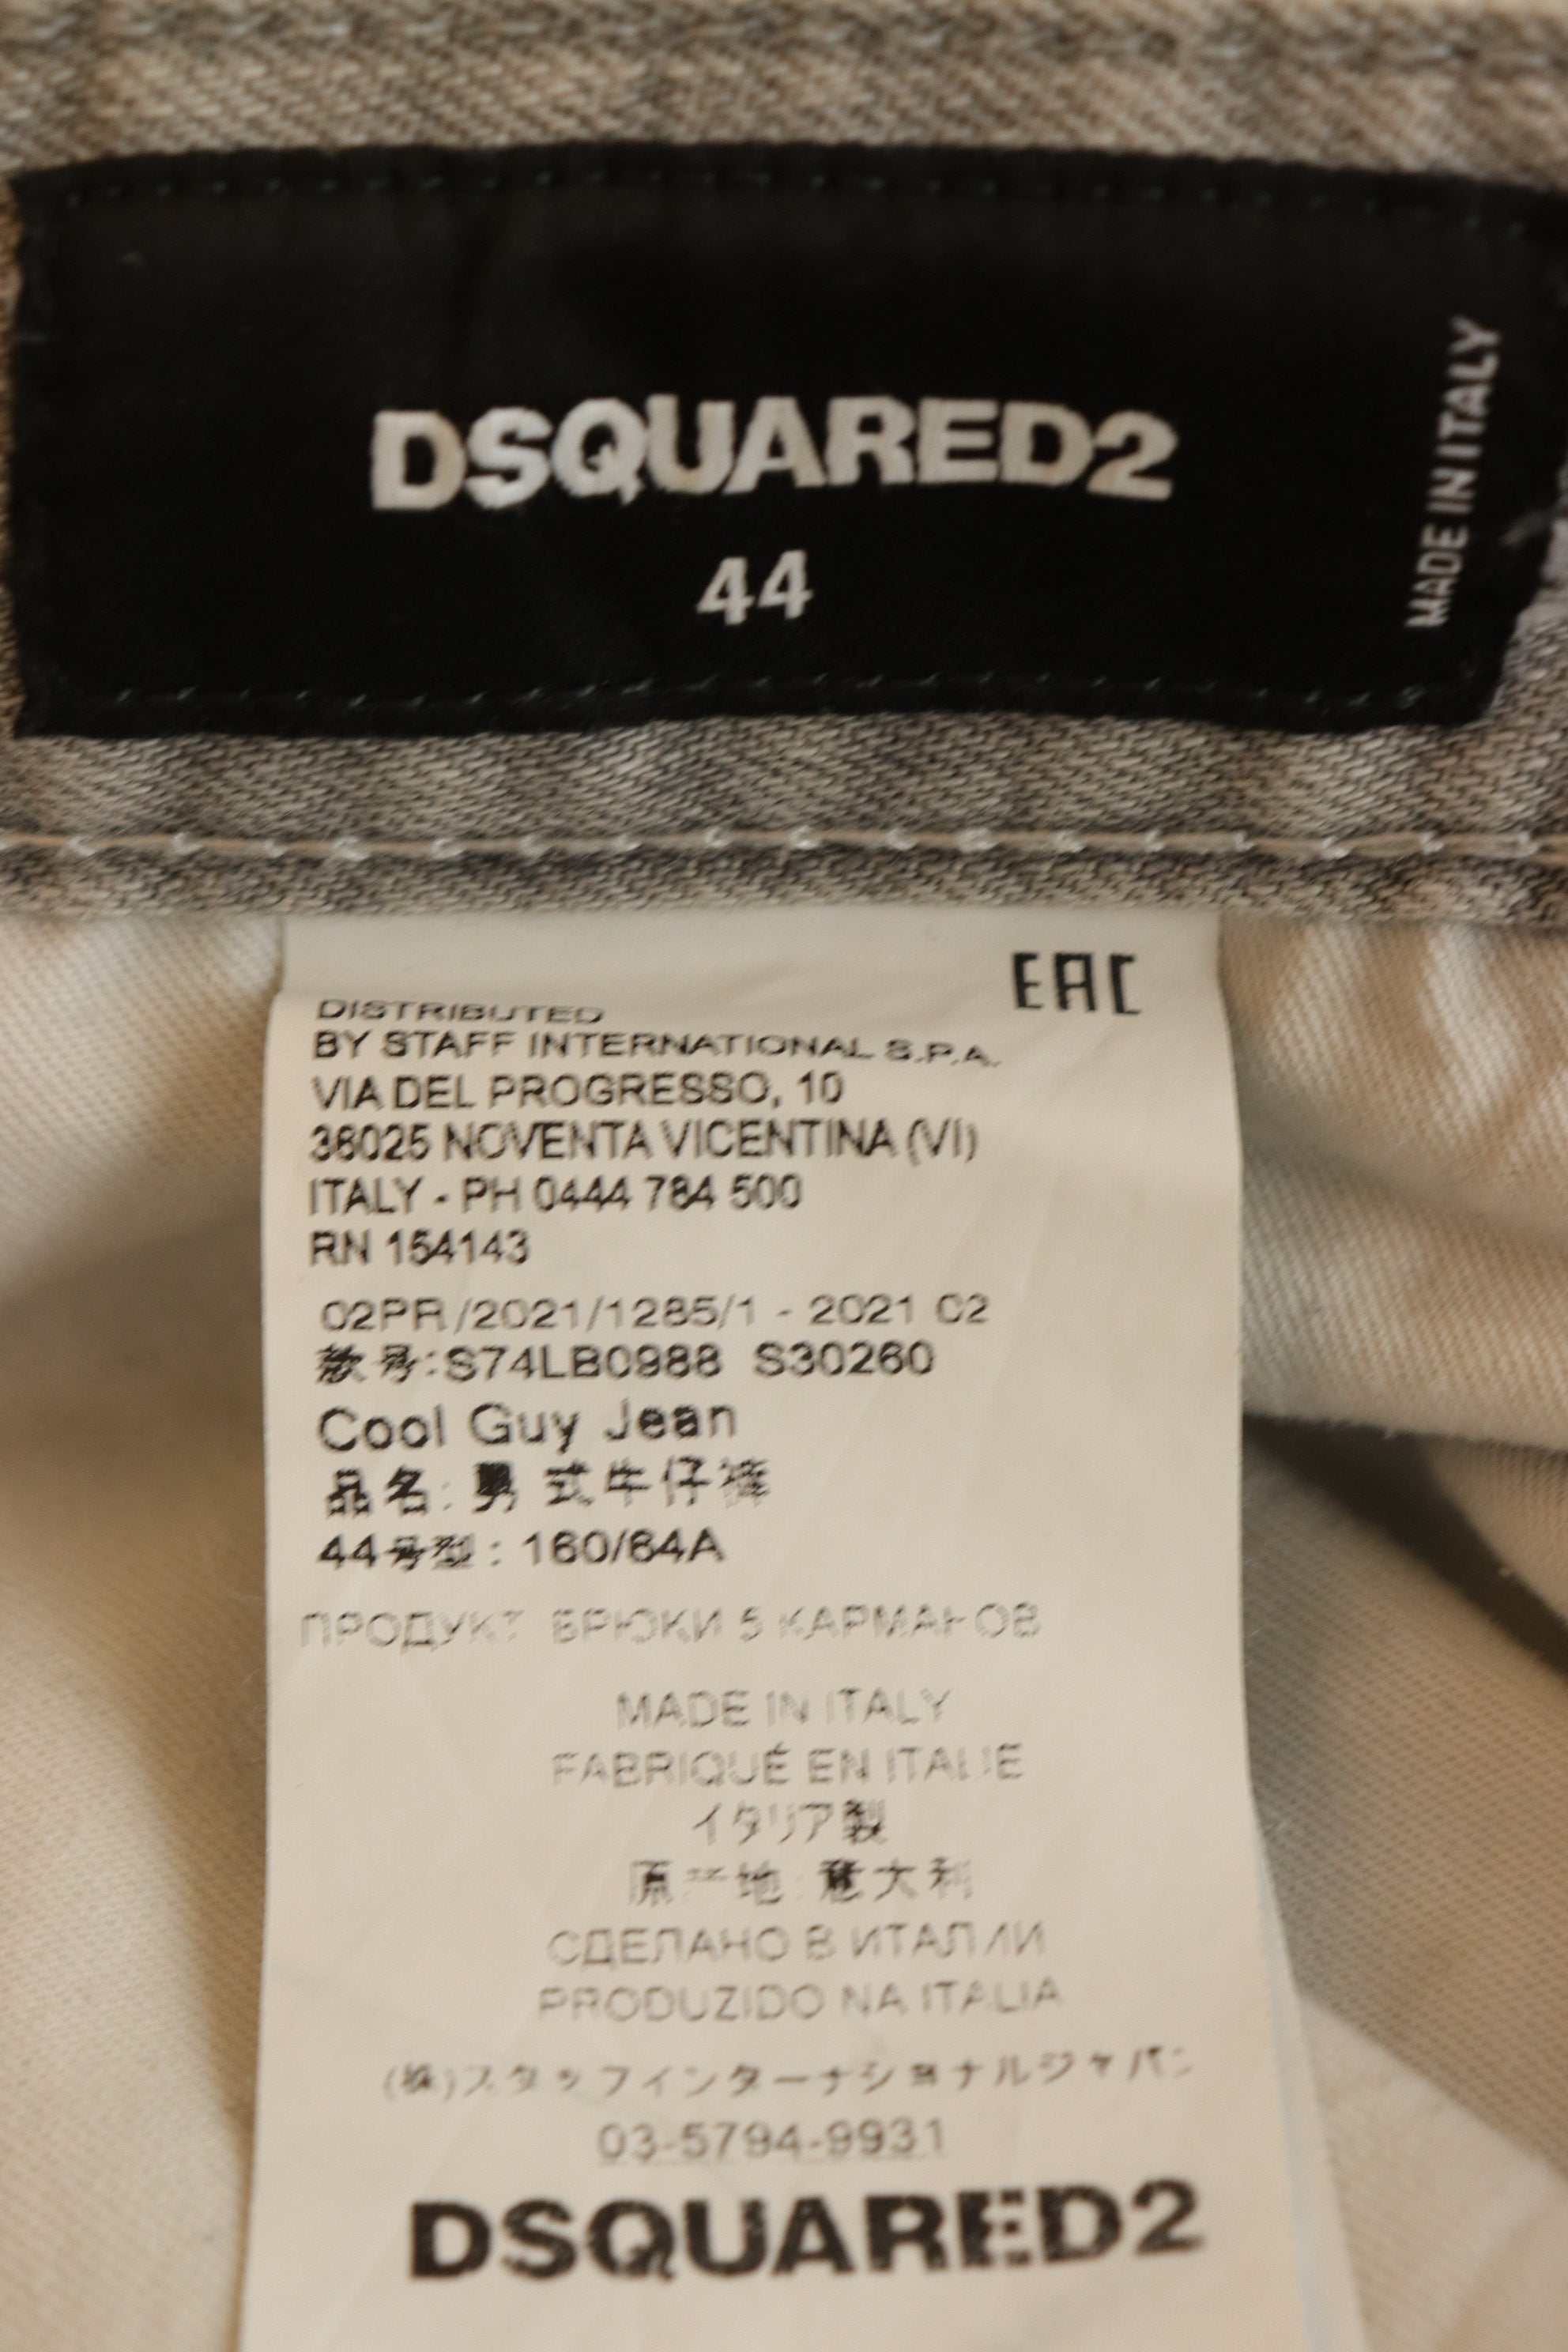 DSQUARED2
44
MADE IN ITALY
EAC
DISTRIBUTED
BY STAFF INTERNATIONAL S.P.A.
VIA DEL PROGRESSO, 10
36025 NOVENTA VICENTINA (VI)
ITALY - PH 0444 784 500
RN 154143
02PR/2021/1285/1 - 2021 02
款号:S74LB0988 S30260
Cool Guy Jean
品名: 男式牛仔裤
44号型: 160/64A
ПРОДУКТ БРЮКИ 5 КАРМАНОВ
MADE IN ITALY
FABRIQUÉ EN ITALIE
イタリア製
原产地:意大利
СДЕЛАНО В ИТАЛИИ
PRODUZIDO NA ITALIA
(株)スタッフインターナショナルジャパン
03-5794-9931
DSQUARED2